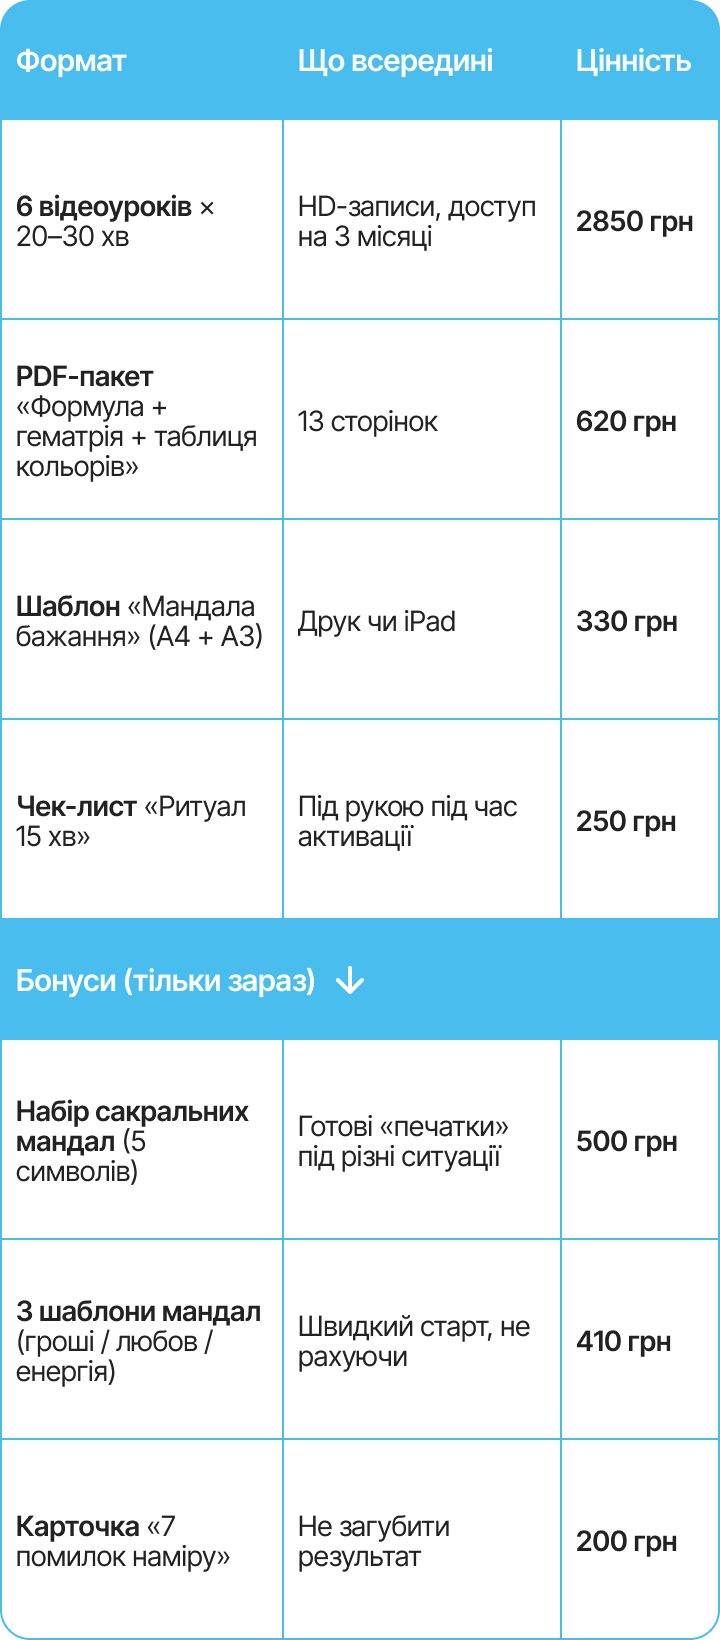 Формат
Що всередині
Цінність
6 відеоуроків ×
20–30 хв
HD-записи, доступ
на 3 місяці
2850 грн
PDF-пакет
«Формула +
гематрія + таблиця
кольорів»
13 сторінок
620 грн
Шаблон «Мандала
бажання» (А4 + А3)
Друк чи iPad
330 грн
Чек-лист «Ритуал
15 хв»
Під рукою під час
активації
250 грн
Бонуси (тільки зараз) ↓
Набір сакральних
мандал (5
символів)
Готові «печатки»
під різні ситуації
500 грн
3 шаблони мандал
(гроші / любов /
енергія)
Швидкий старт, не
рахуючи
410 грн
Карточка «7
помилок наміру»
Не загубити
результат
200 грн